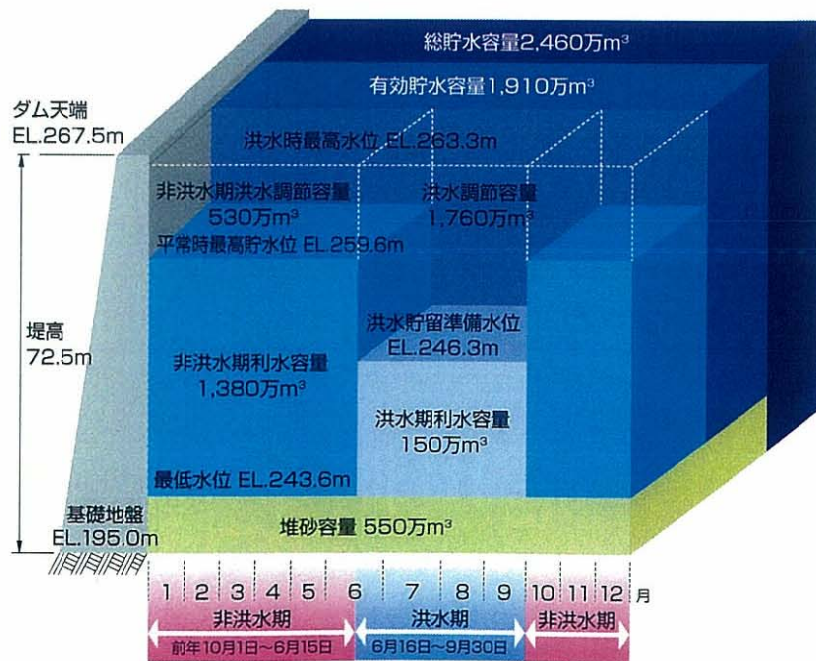 総貯水容量2,460万m³
有効貯水容量1,910万m³
ダム天端
EL.267.5m
洪水時最高水位 EL.263.3m
非洪水期洪水調節容量
530万m³
洪水調節容量
1,760万m³
平常時最高貯水位 EL.259.6m
堤高
72.5m
洪水貯留準備水位
EL.246.3m
非洪水期利水容量
1,380万m³
洪水期利水容量
150万m³
最低水位 EL.243.6m
基礎地盤
EL.195.0m
堆砂容量 550万m³
1 2 3 4 5 6 7 8 9 10 11 12 月
非洪水期 洪水期 非洪水期
前年10月1日～6月15日 6月16日～9月30日